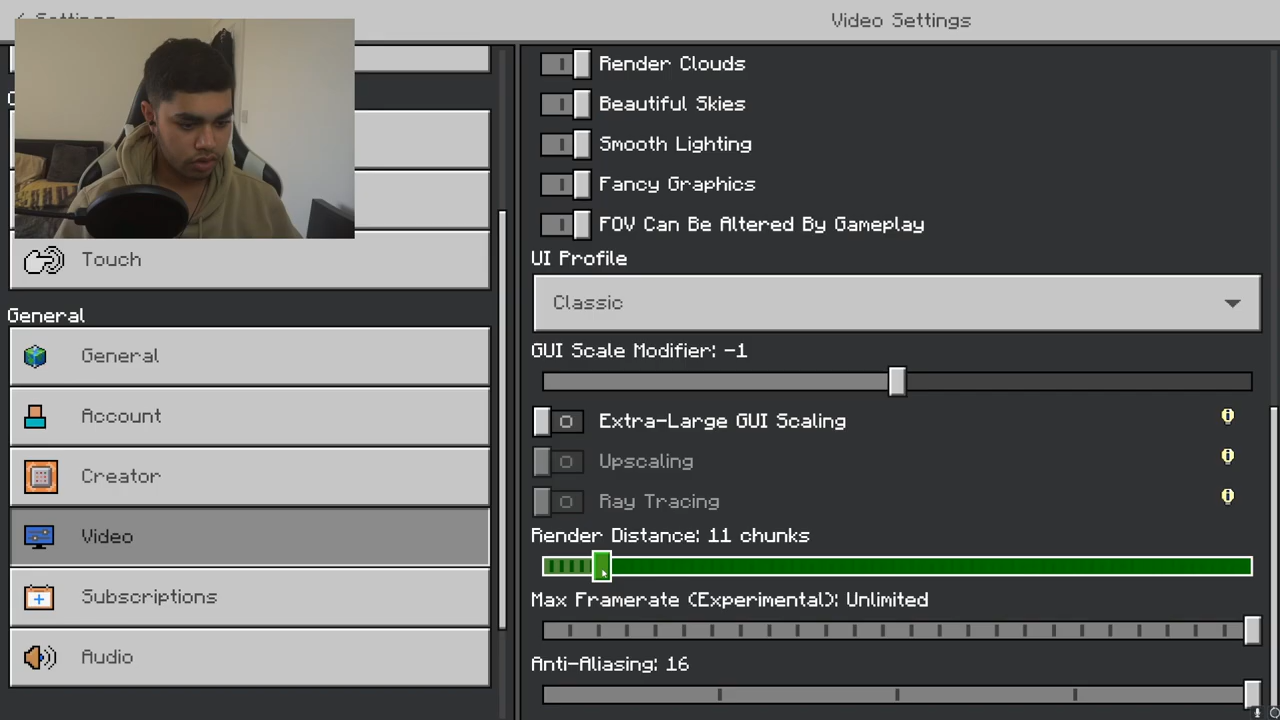 Settings
Video Settings
Render Clouds
Beautiful Skies
Smooth Lighting
Fancy Graphics
FOV Can Be Altered By Gameplay
UI Profile
Classic
GUI Scale Modifier: -1
Extra-Large GUI Scaling
Upscaling
Ray Tracing
Render Distance: 11 chunks
Max Framerate (Experimental): Unlimited
Anti-Aliasing: 16
Touch
General
General
Account
Creator
Video
Subscriptions
Audio